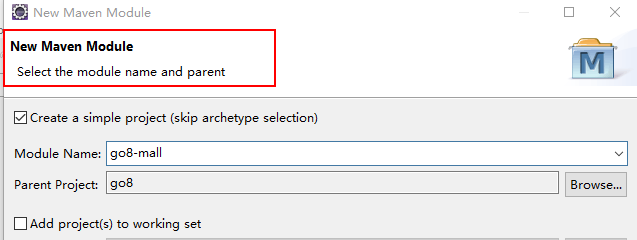 New Maven Module
New Maven Module
Select the module name and parent
M
Create a simple project (skip archetype selection)
Module Name: go8-mall
Parent Project: go8 Browse...
Add project(s) to working set